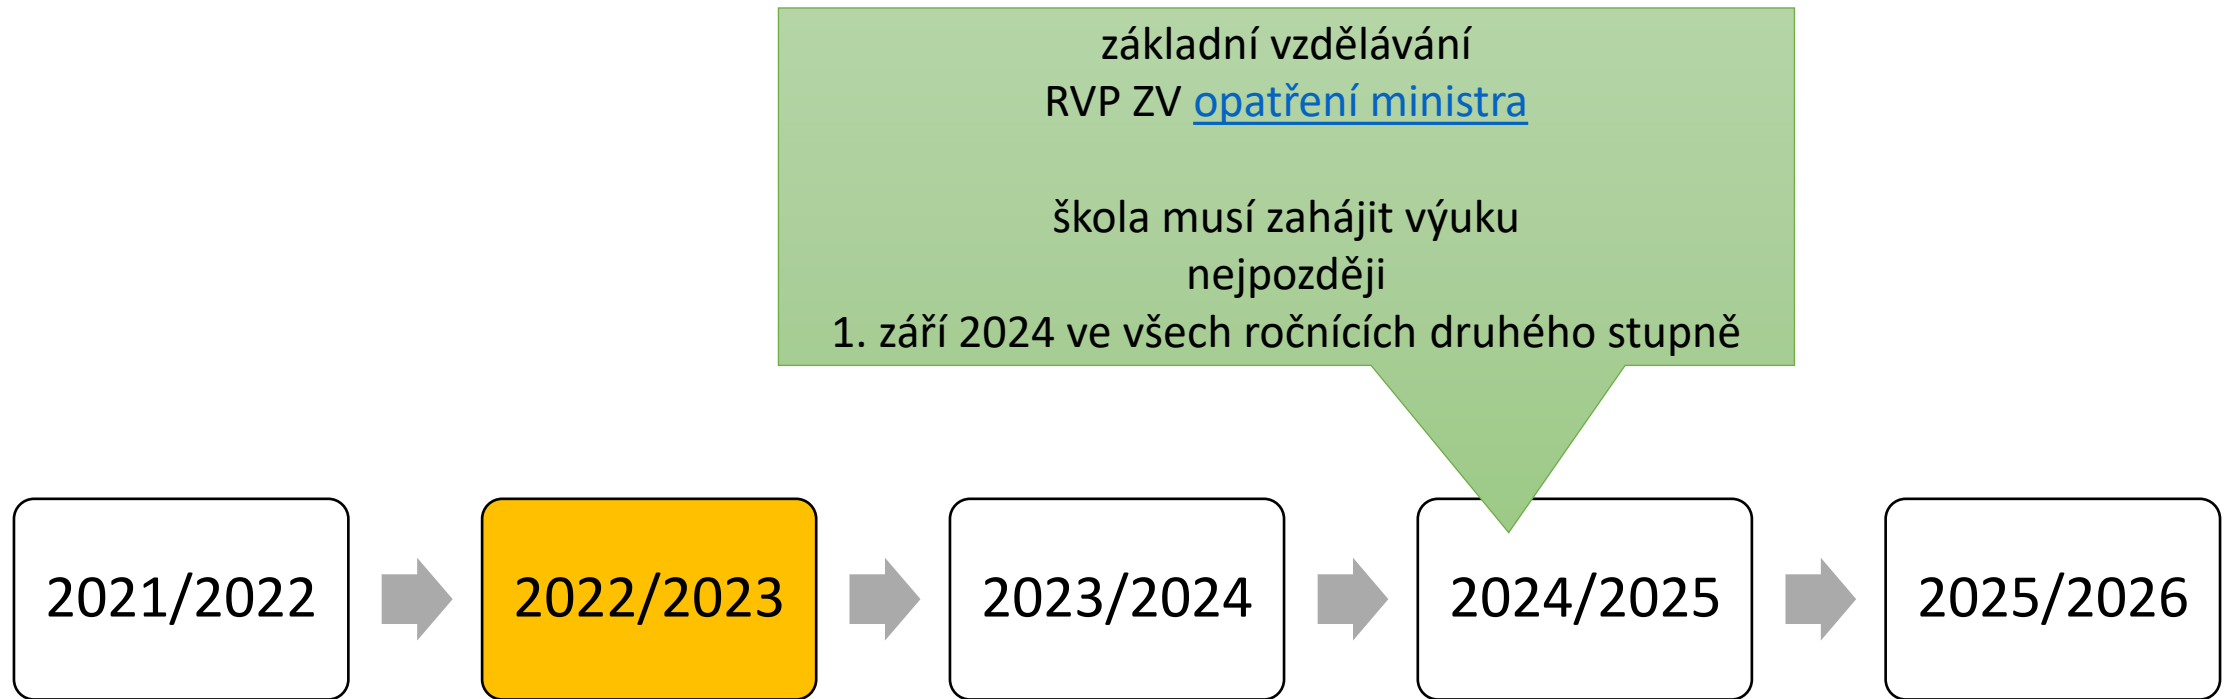 základní vzdělávání
RVP ZV opatření ministra
škola musí zahájit výuku
nejpozději
1. září 2024 ve všech ročnících druhého stupně
2021/2022
2022/2023
2023/2024
2024/2025
2025/2026